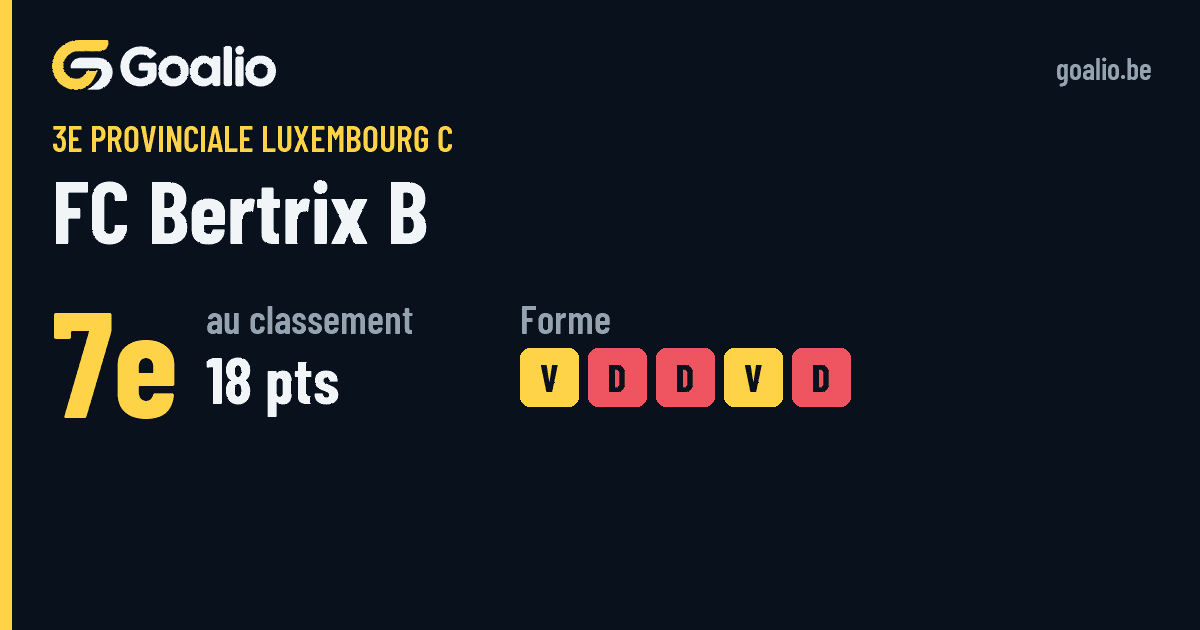 Goalio
goalio.be
3E PROVINCIALE LUXEMBOURG C
FC Bertrix B
7e
au classement
18 pts
Forme
V D D V D